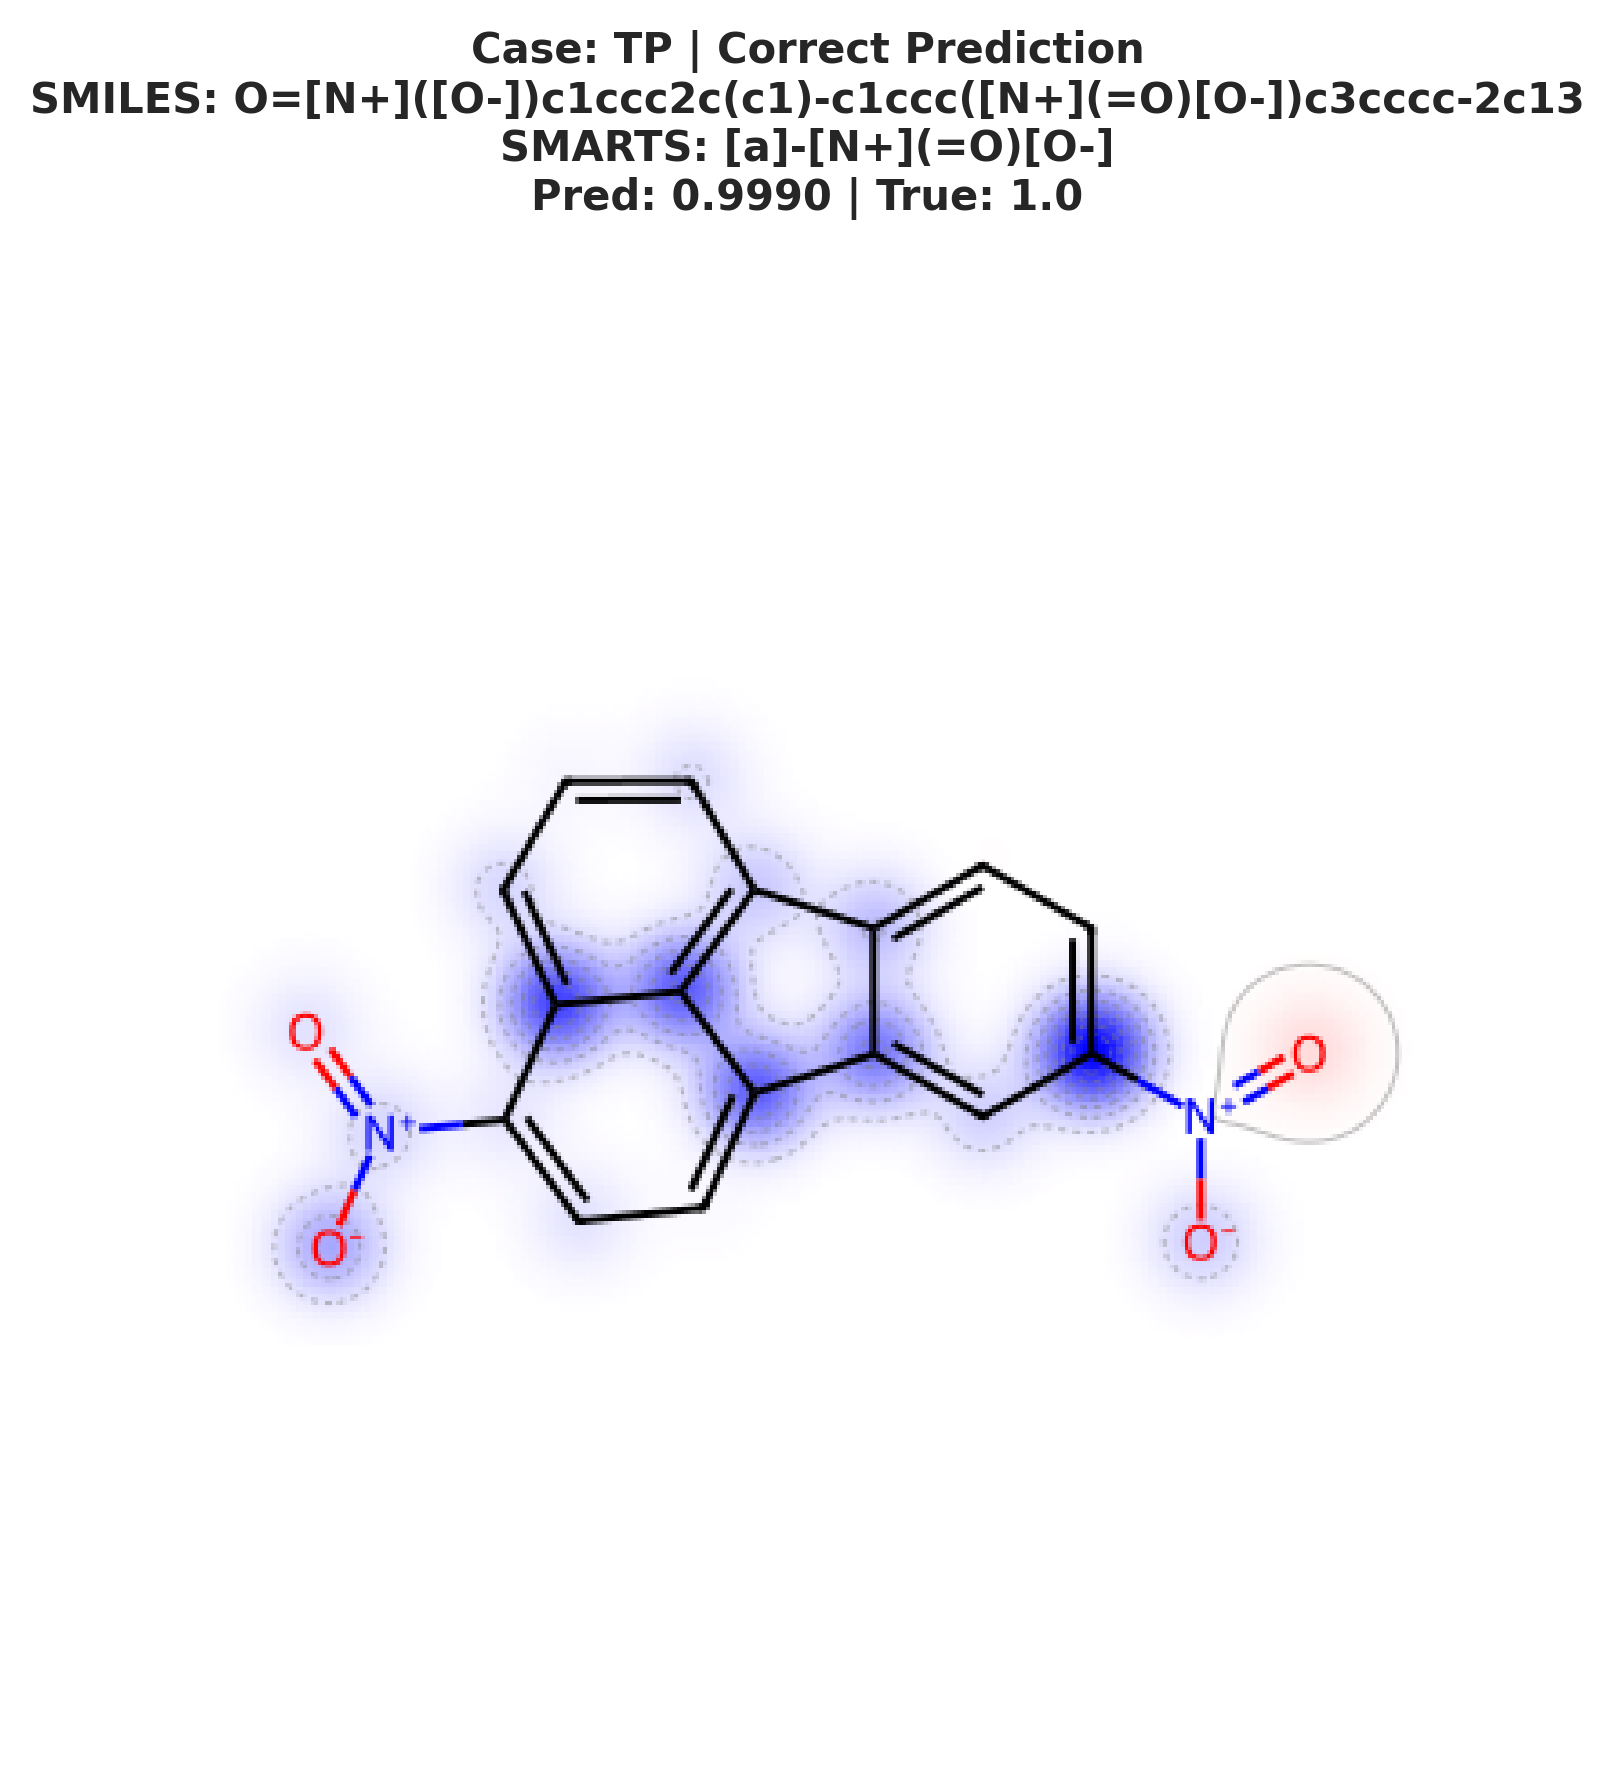 Case: TP | Correct Prediction
SMILES: O=[N+]([O-])c1ccc2c(c1)-c1ccc([N+](=O)[O-])c3cccc-2c13
SMARTS: [a]-[N+](=O)[O-]
Pred: 0.9990 | True: 1.0
O
O
N⁺
N⁺
O⁻
O⁻